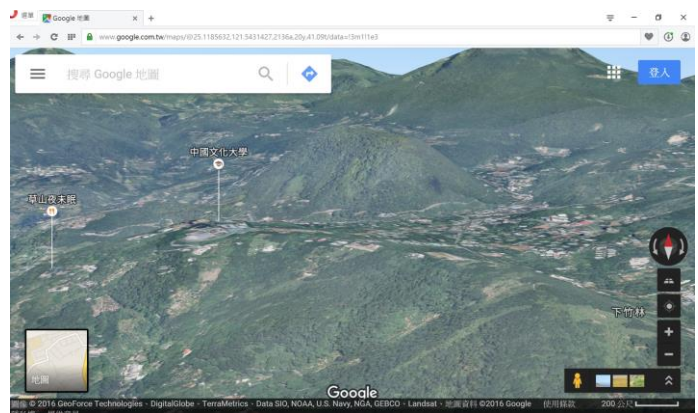 選單 Google 地圖
www.google.com.tw/maps/@25.1185632,121.5431427,2136a,20y,41.09t/data=!3m1!1e3
搜尋 Google 地圖
登入
中國文化大學
草山夜未眠
下竹林
地圖
Google
圖像 © 2016 GeoForce Technologies · DigitalGlobe · TerraMetrics · Data SIO, NOAA, U.S. Navy, NGA, GEBCO · Landsat · 地圖資料 ©2016 Google 使用條款 200 公尺